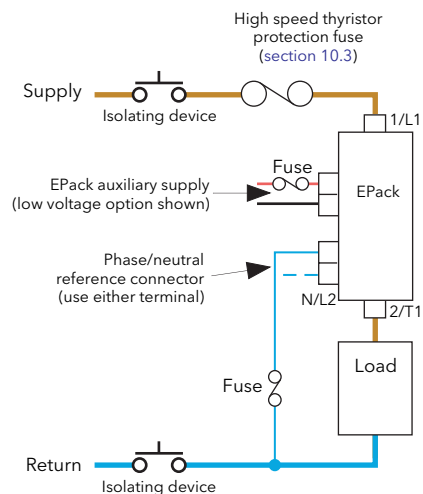 High speed thyristor
protection fuse
(section 10.3)
Supply
Isolating device
1/L1
Fuse
EPack auxiliary supply
(low voltage option shown)
EPack
Phase/neutral
reference connector
(use either terminal)
N/L2
2/T1
Load
Fuse
Return
Isolating device